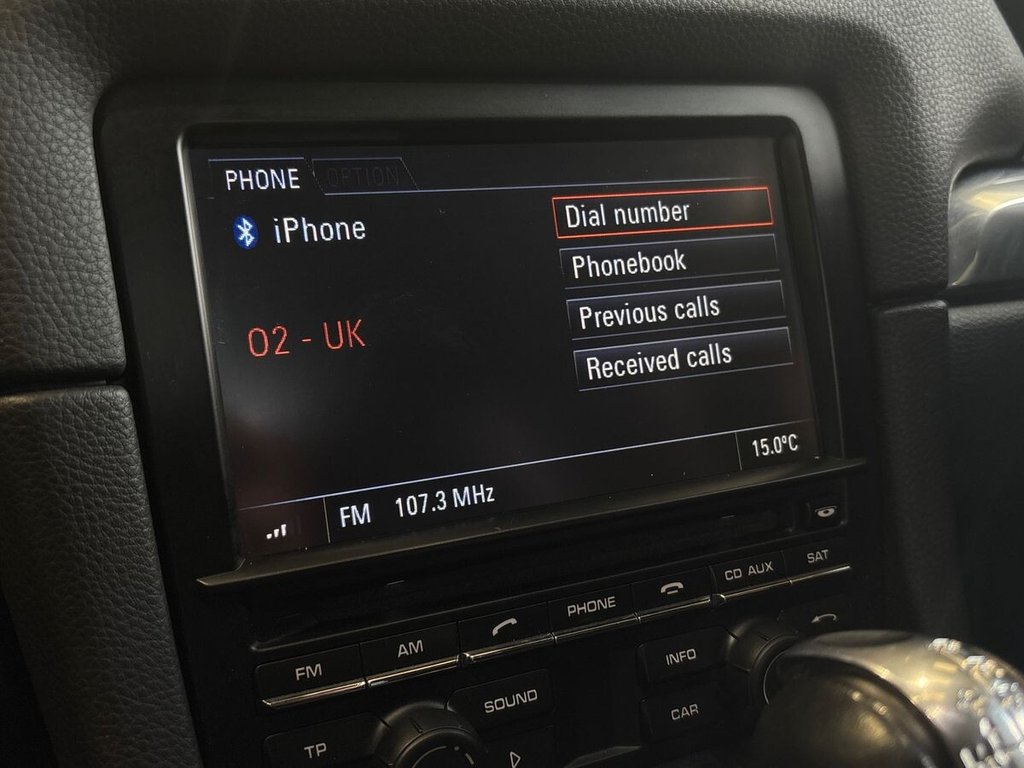 PHONE OPTION
iPhone
O2 - UK
Dial number
Phonebook
Previous calls
Received calls
FM 107.3 MHz 15.0ºC
FM AM PHONE CD AUX SAT
TP SOUND INFO
CAR